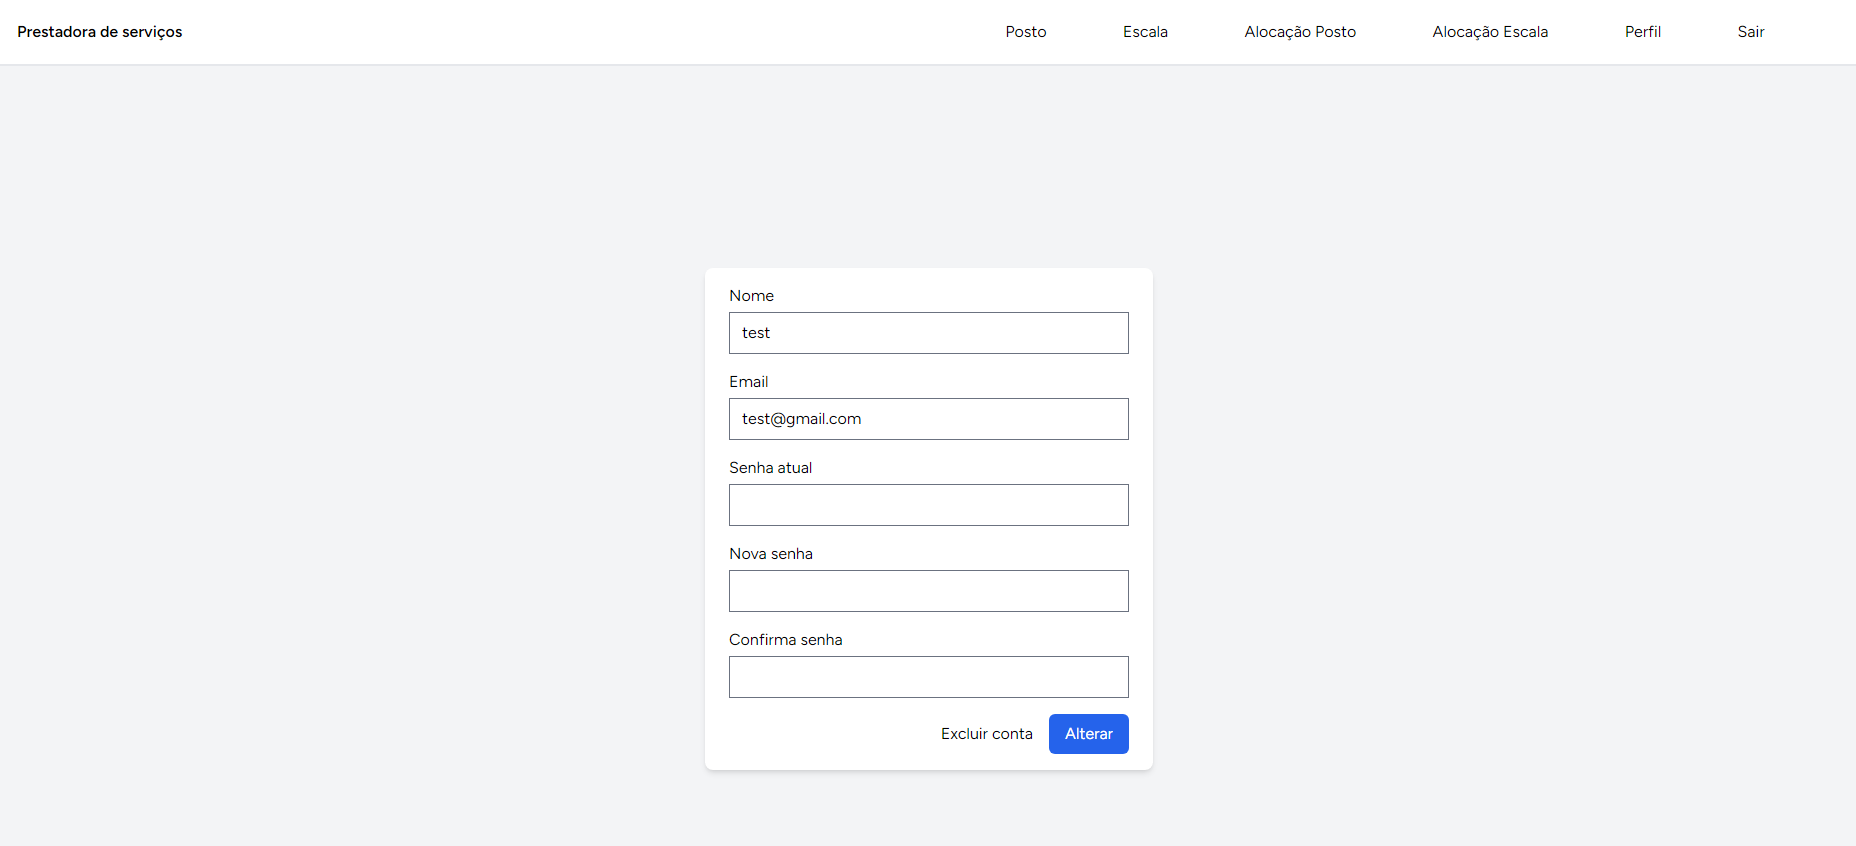 Prestadora de serviços Posto Escala Alocação Posto Alocação Escala Perfil Sair
Nome
test
Email
test@gmail.com
Senha atual
Nova senha
Confirma senha
Excluir conta Alterar